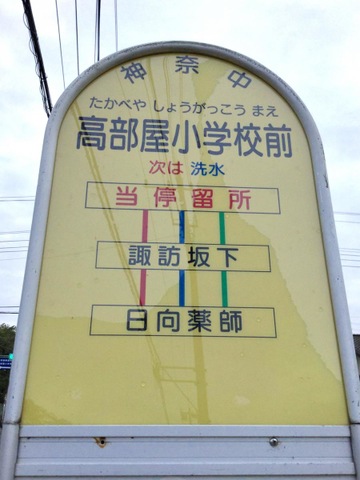 神奈中
たかべや しょうがっこう まえ
高部屋小学校前
次は 洗水
当停留所
諏訪坂下
日向薬師